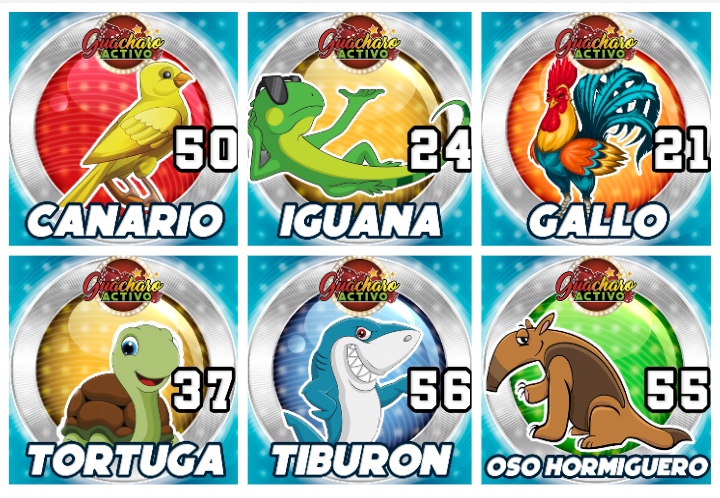 Guácharo
ACTIVO
50
CANARIO
Guácharo
ACTIVO
24
IGUANA
Guácharo
ACTIVO
21
GALLO
Guácharo
ACTIVO
37
TORTUGA
Guácharo
ACTIVO
56
TIBURON
Guácharo
ACTIVO
55
OSO HORMIGUERO